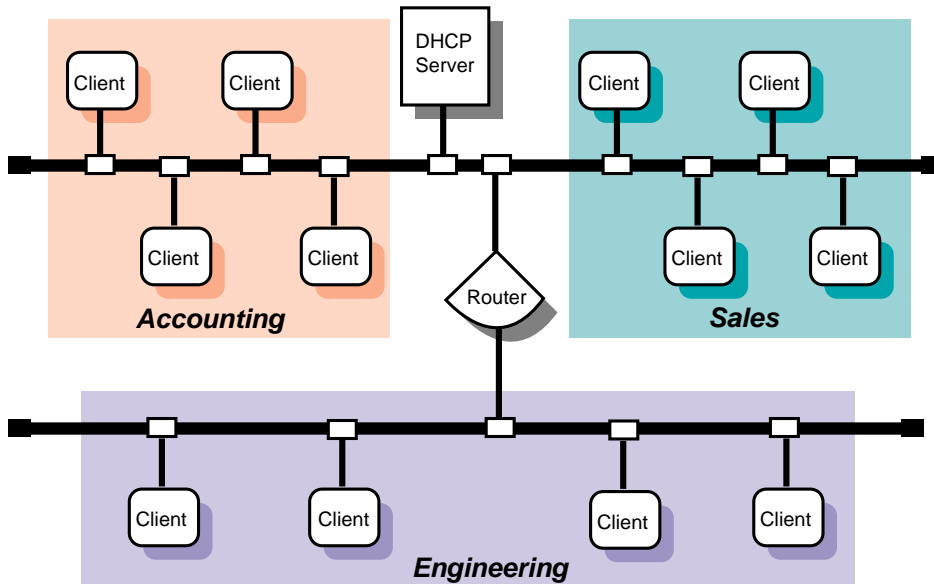 DHCP
Server
Client
Client
Client
Client
Client
Client
Client
Client
Router
Accounting
Sales
Client
Client
Client
Client
Engineering